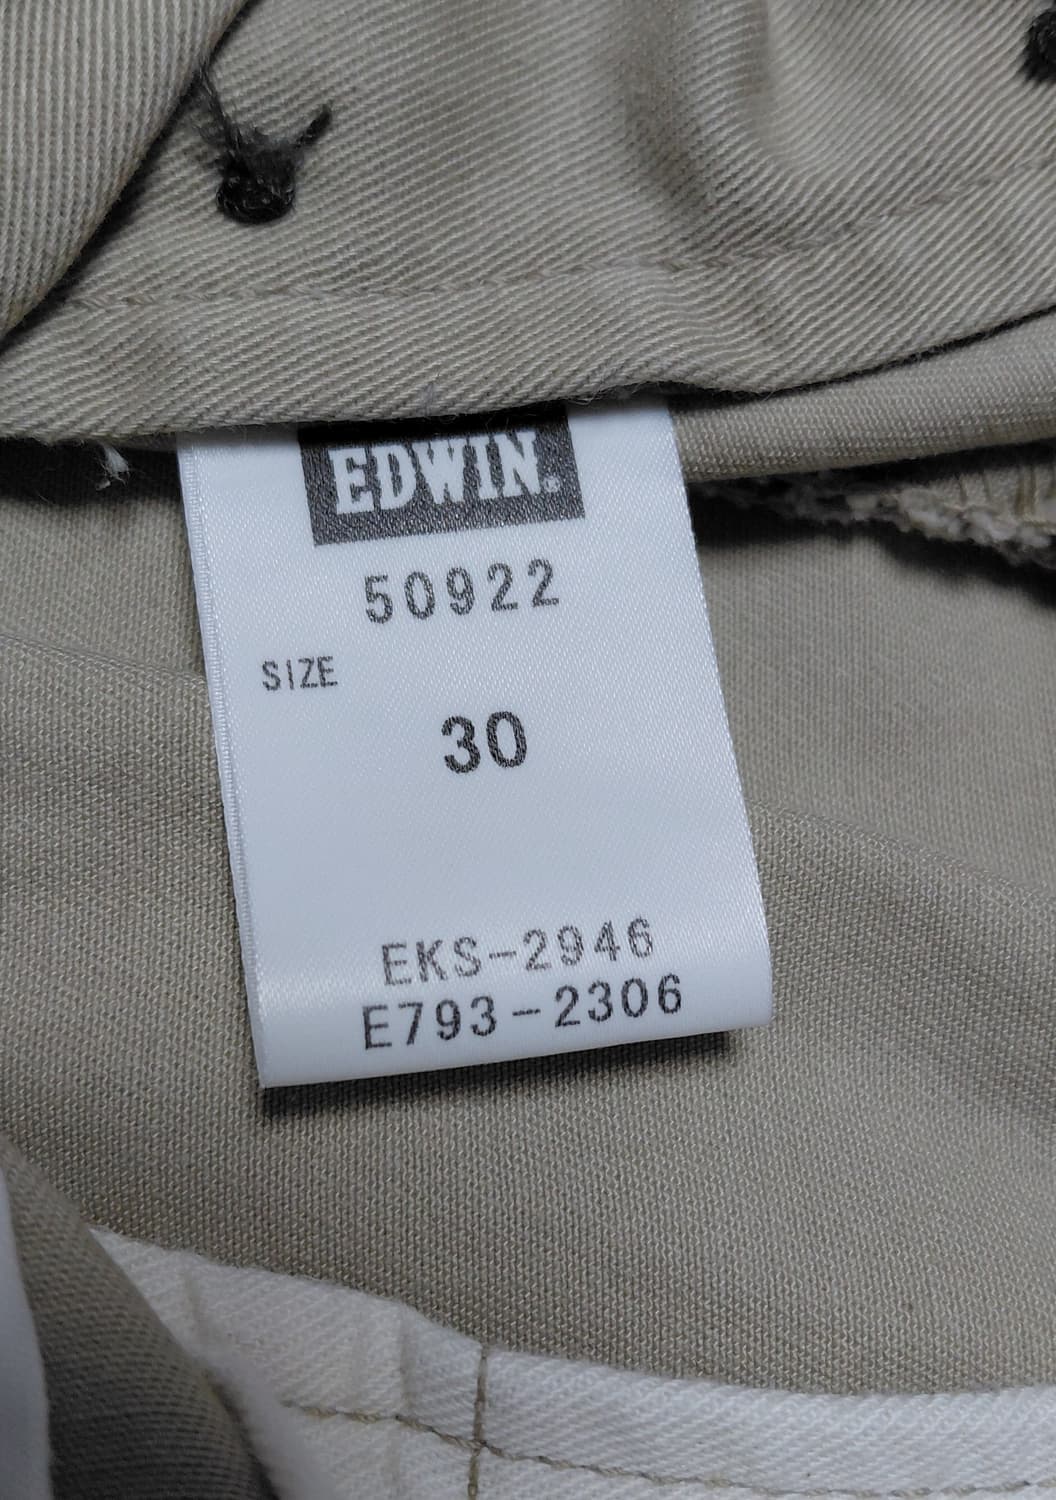 EDWIN.
50922
SIZE
30
EKS-2946
E793-2306